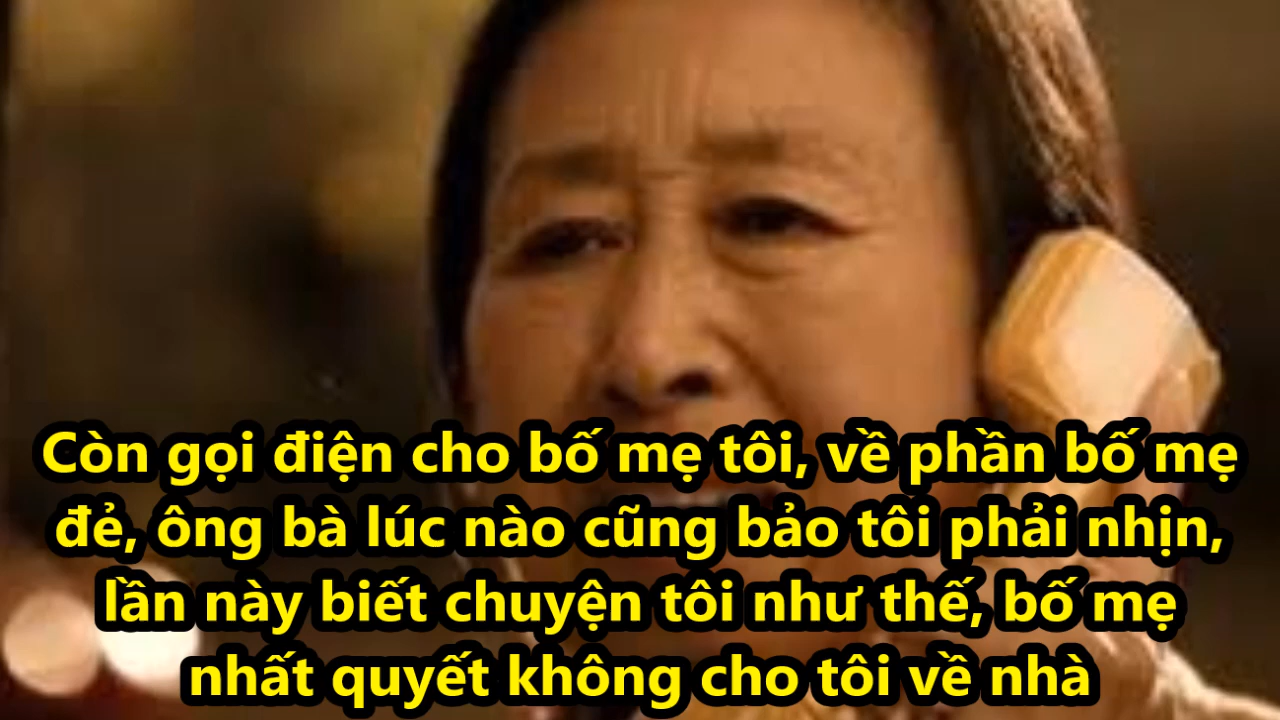 Còn gọi điện cho bố mẹ tôi, về phần bố mẹ
đẻ, ông bà lúc nào cũng bảo tôi phải nhịn,
lần này biết chuyện tôi như thế, bố mẹ
nhất quyết không cho tôi về nhà